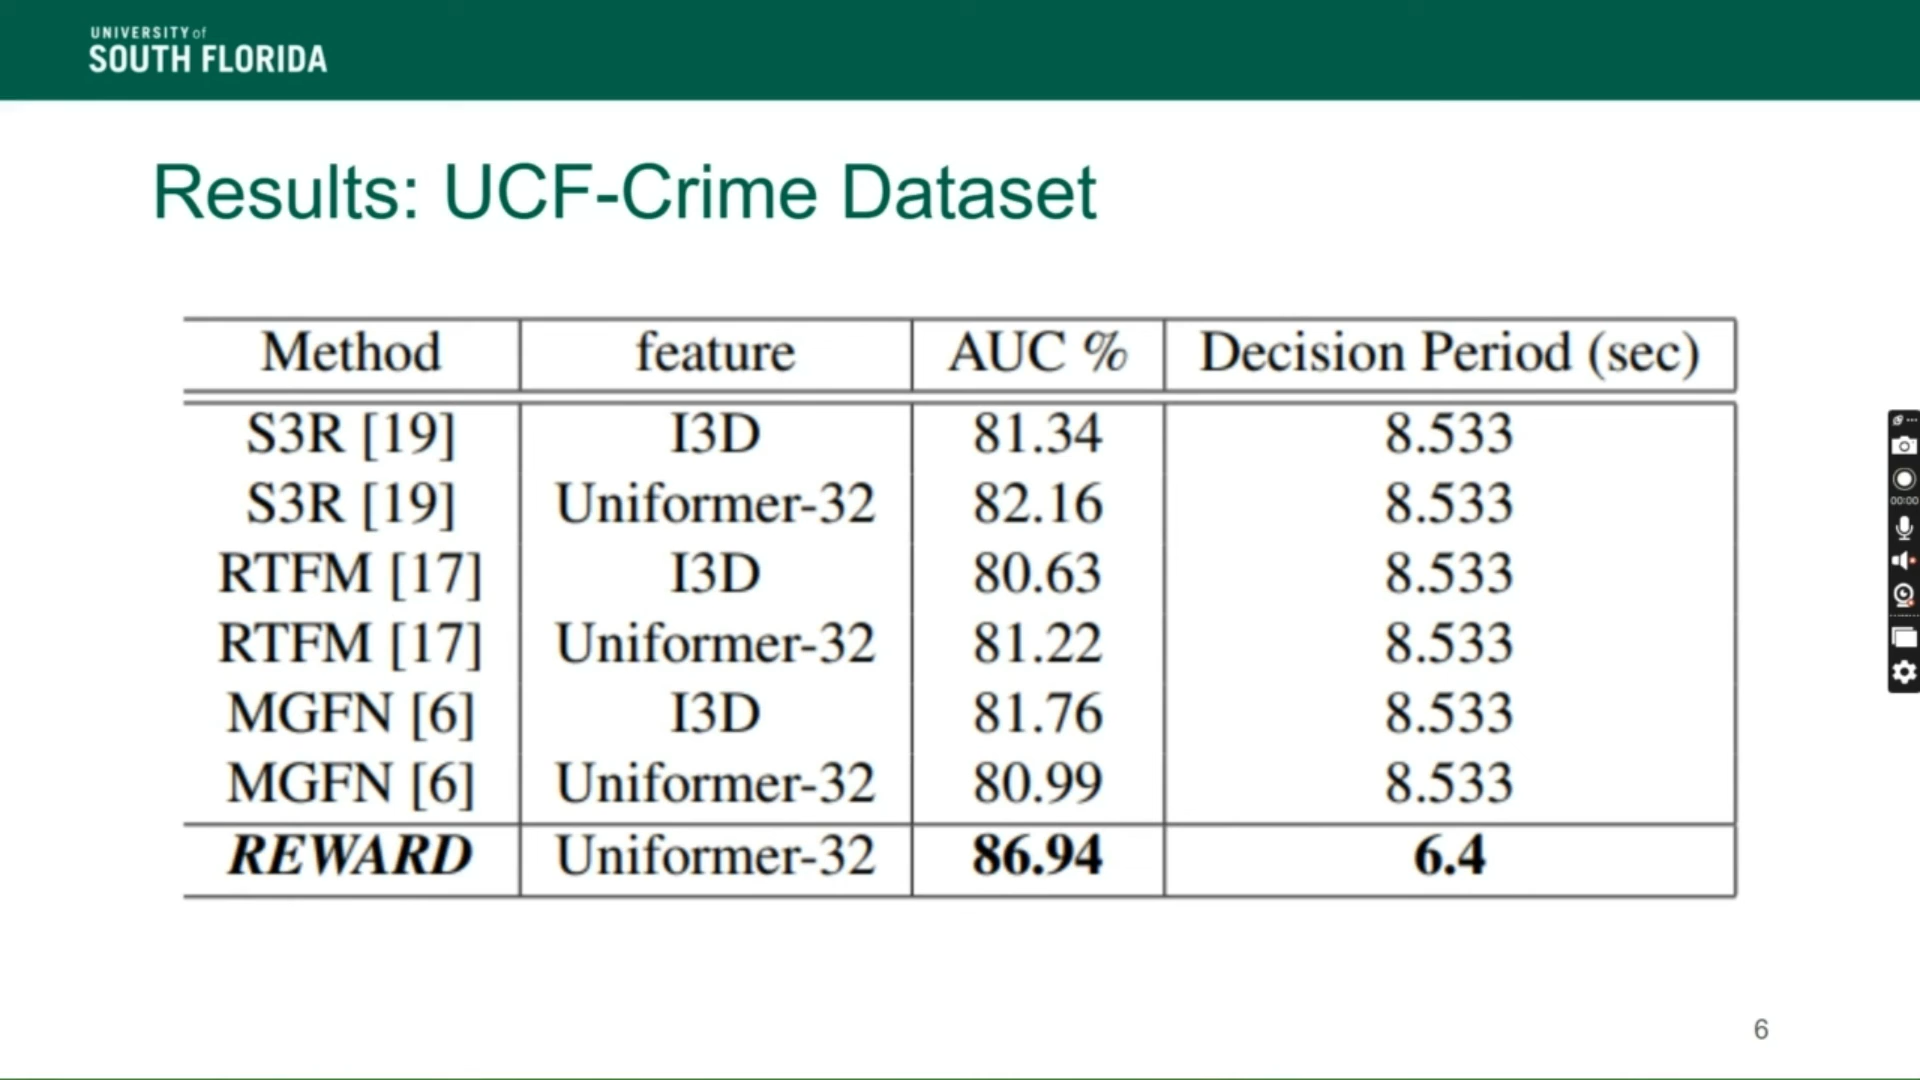 UNIVERSITY of
SOUTH FLORIDA
Results: UCF-Crime Dataset
Method feature AUC % Decision Period (sec)
S3R [19] I3D 81.34 8.533
S3R [19] Uniformer-32 82.16 8.533
RTFM [17] I3D 80.63 8.533
RTFM [17] Uniformer-32 81.22 8.533
MGFN [6] I3D 81.76 8.533
MGFN [6] Uniformer-32 80.99 8.533
REWARD Uniformer-32 86.94 6.4
00:00
6